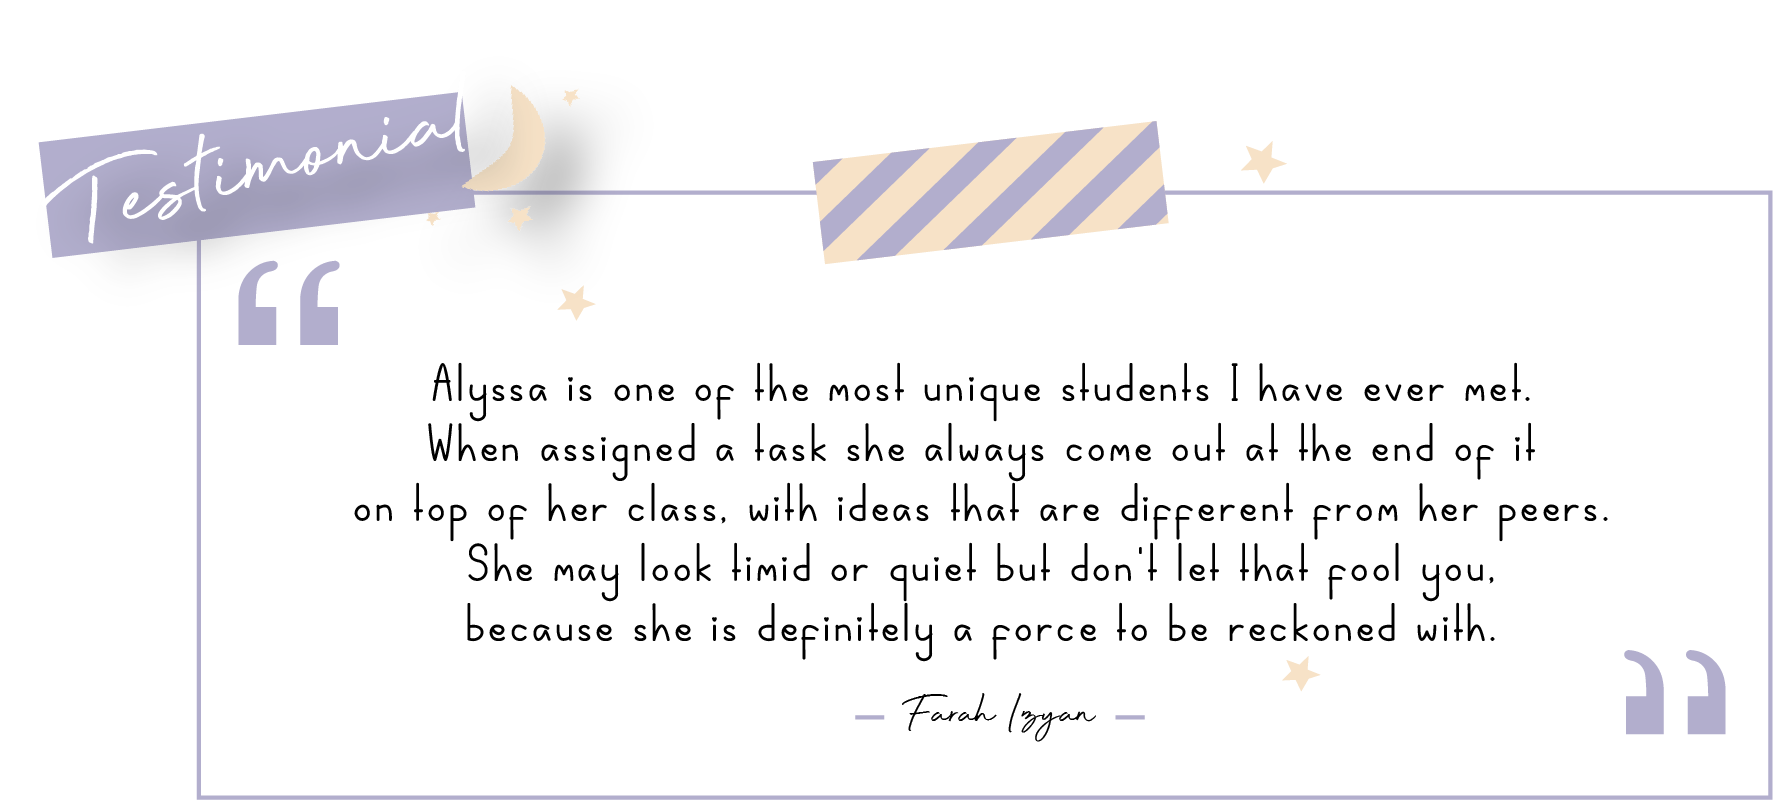 Testimonial
Alyssa is one of the most unique students I have ever met.
When assigned a task she always come out at the end of it
on top of her class, with ideas that are different from her peers.
She may look timid or quiet but don't let that fool you,
because she is definitely a force to be reckoned with.
— Farah Izyan —